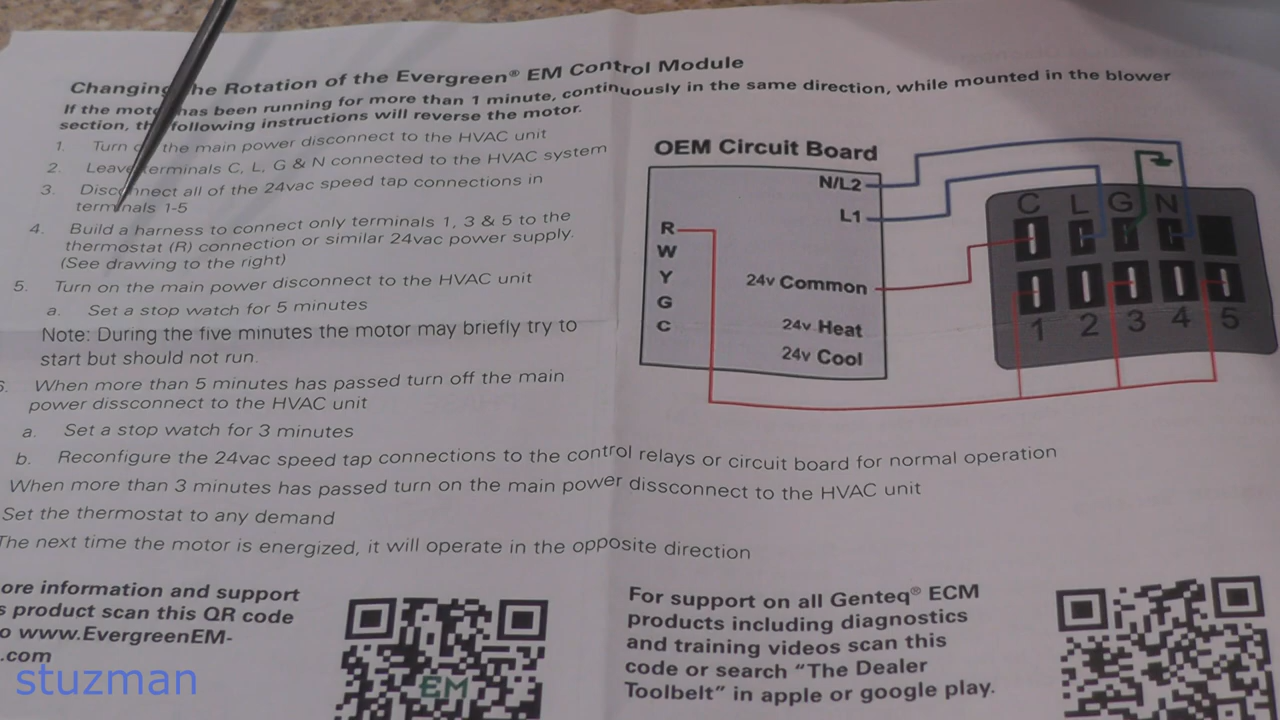 Changing the Rotation of the Evergreen® EM Control Module
If the motor has been running for more than 1 minute, continuously in the same direction, while mounted in the blower
section, the following instructions will reverse the motor.
1. Turn the main power disconnect to the HVAC unit
2. Leave terminals C, L, G & N connected to the HVAC system
3. Disconnect all of the 24vac speed tap connections in
terminals 1-5
4. Build a harness to connect only terminals 1, 3 & 5 to the
thermostat (R) connection or similar 24vac power supply.
(See drawing to the right)
5. Turn on the main power disconnect to the HVAC unit
a. Set a stop watch for 5 minutes
Note: During the five minutes the motor may briefly try to
start but should not run.
6. When more than 5 minutes has passed turn off the main
power dissconnect to the HVAC unit
a. Set a stop watch for 3 minutes
b. Reconfigure the 24vac speed tap connections to the control relays or circuit board for normal operation
When more than 3 minutes has passed turn on the main power dissconnect to the HVAC unit
Set the thermostat to any demand
The next time the motor is energized, it will operate in the opposite direction
OEM Circuit Board
N/L2
L1
R
W
Y
G
C
24v Common
24v Heat
24v Cool
C L G N
1 2 3 4 5
ore information and support
s product scan this QR code
o www.EvergreenEM-
.com
EM
For support on all Genteq® ECM
products including diagnostics
and training videos scan this
code or search “The Dealer
Toolbelt” in apple or google play.
stuzman